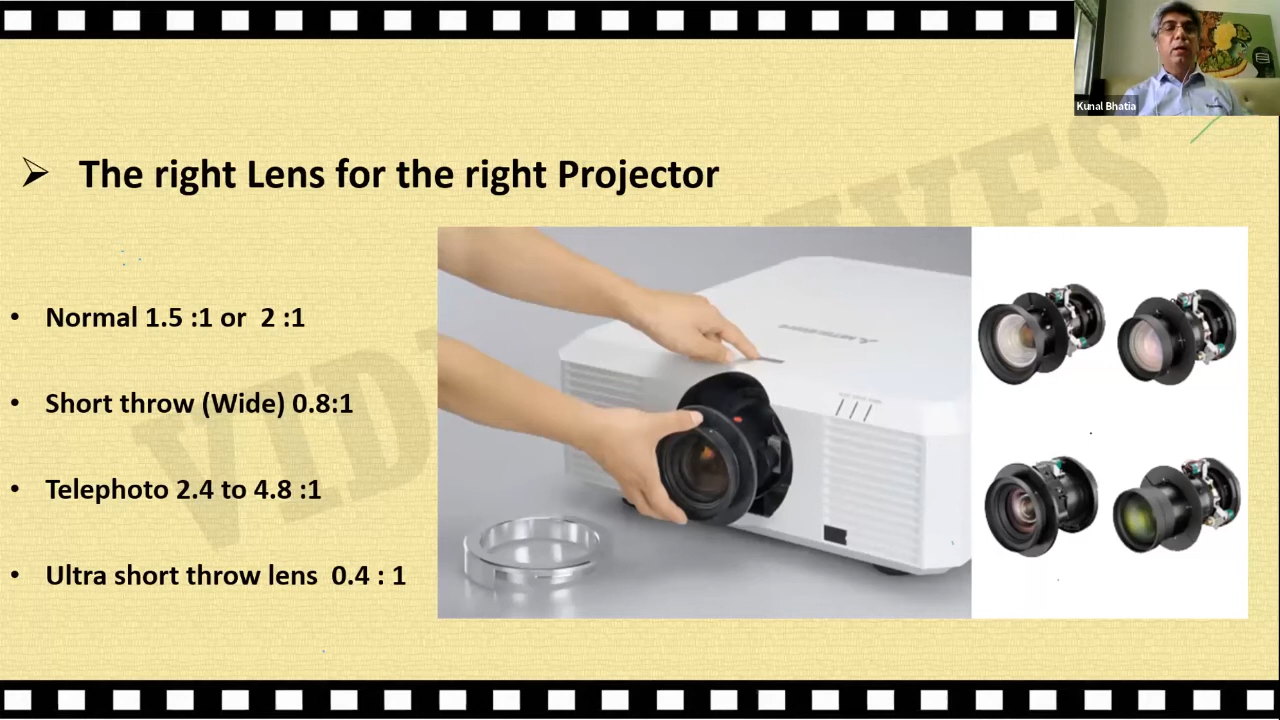 Kunal Bhatia
The right Lens for the right Projector
Normal 1.5 :1 or 2 :1
Short throw (Wide) 0.8:1
Telephoto 2.4 to 4.8 :1
Ultra short throw lens 0.4 : 1